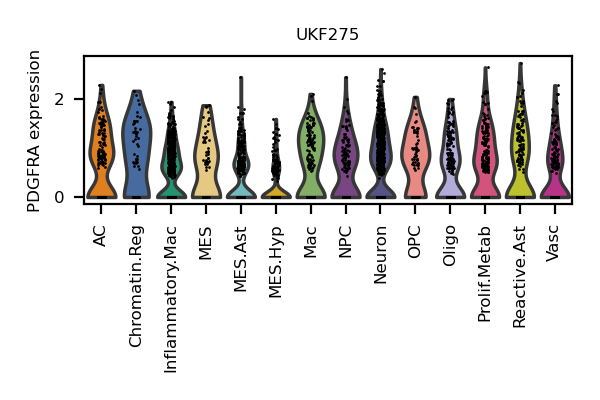 UKF275
PDGFRA expression
2
0
AC
Chromatin.Reg
Inflammatory.Mac
MES
MES.Ast
MES.Hyp
Mac
NPC
Neuron
OPC
Oligo
Prolif.Metab
Reactive.Ast
Vasc